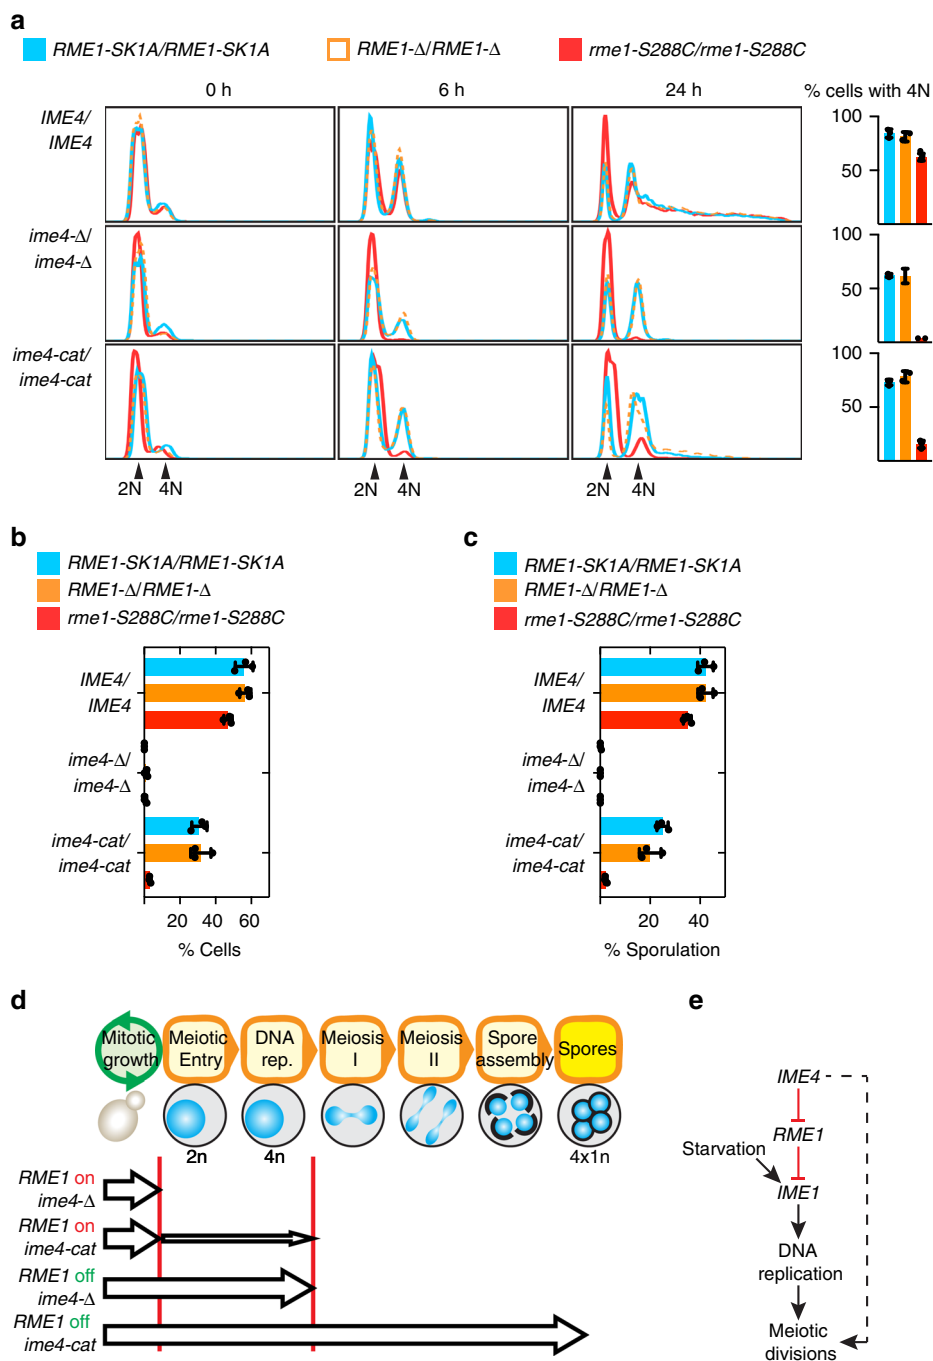 a
RME1-SK1A/RME1-SK1A
RME1-Δ/RME1-Δ
rme1-S288C/rme1-S288C
0 h
6 h
24 h
% cells with 4N
IME4/
IME4
100
50
ime4-Δ/
ime4-Δ
100
50
ime4-cat/
ime4-cat
100
50
2N
4N
2N
4N
2N
4N
b
RME1-SK1A/RME1-SK1A
RME1-Δ/RME1-Δ
rme1-S288C/rme1-S288C
IME4/
IME4
ime4-Δ/
ime4-Δ
ime4-cat/
ime4-cat
20 40 60
% Cells
c
RME1-SK1A/RME1-SK1A
RME1-Δ/RME1-Δ
rme1-S288C/rme1-S288C
IME4/
IME4
ime4-Δ/
ime4-Δ
ime4-cat/
ime4-cat
20 40
% Sporulation
d
Mitotic
growth
Meiotic
Entry
DNA
rep.
Meiosis
I
Meiosis
II
Spore
assembly
Spores
2n
4n
4x1n
RME1 on
ime4-Δ
RME1 on
ime4-cat
RME1 off
ime4-Δ
RME1 off
ime4-cat
e
IME4
RME1
Starvation
IME1
DNA
replication
Meiotic
divisions